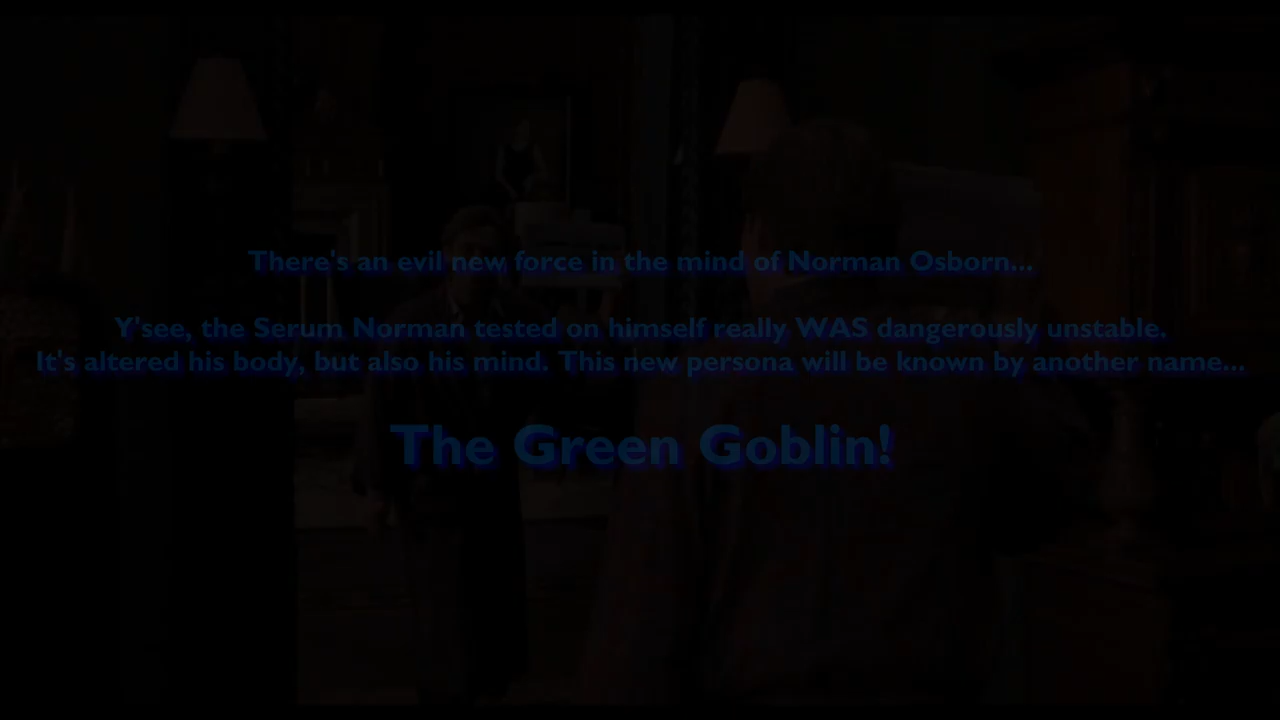 There's an evil new force in the mind of Norman Osborn...
Y'see, the Serum Norman tested on himself really WAS dangerously unstable.
It's altered his body, but also his mind. This new persona will be known by another name...
The Green Goblin!